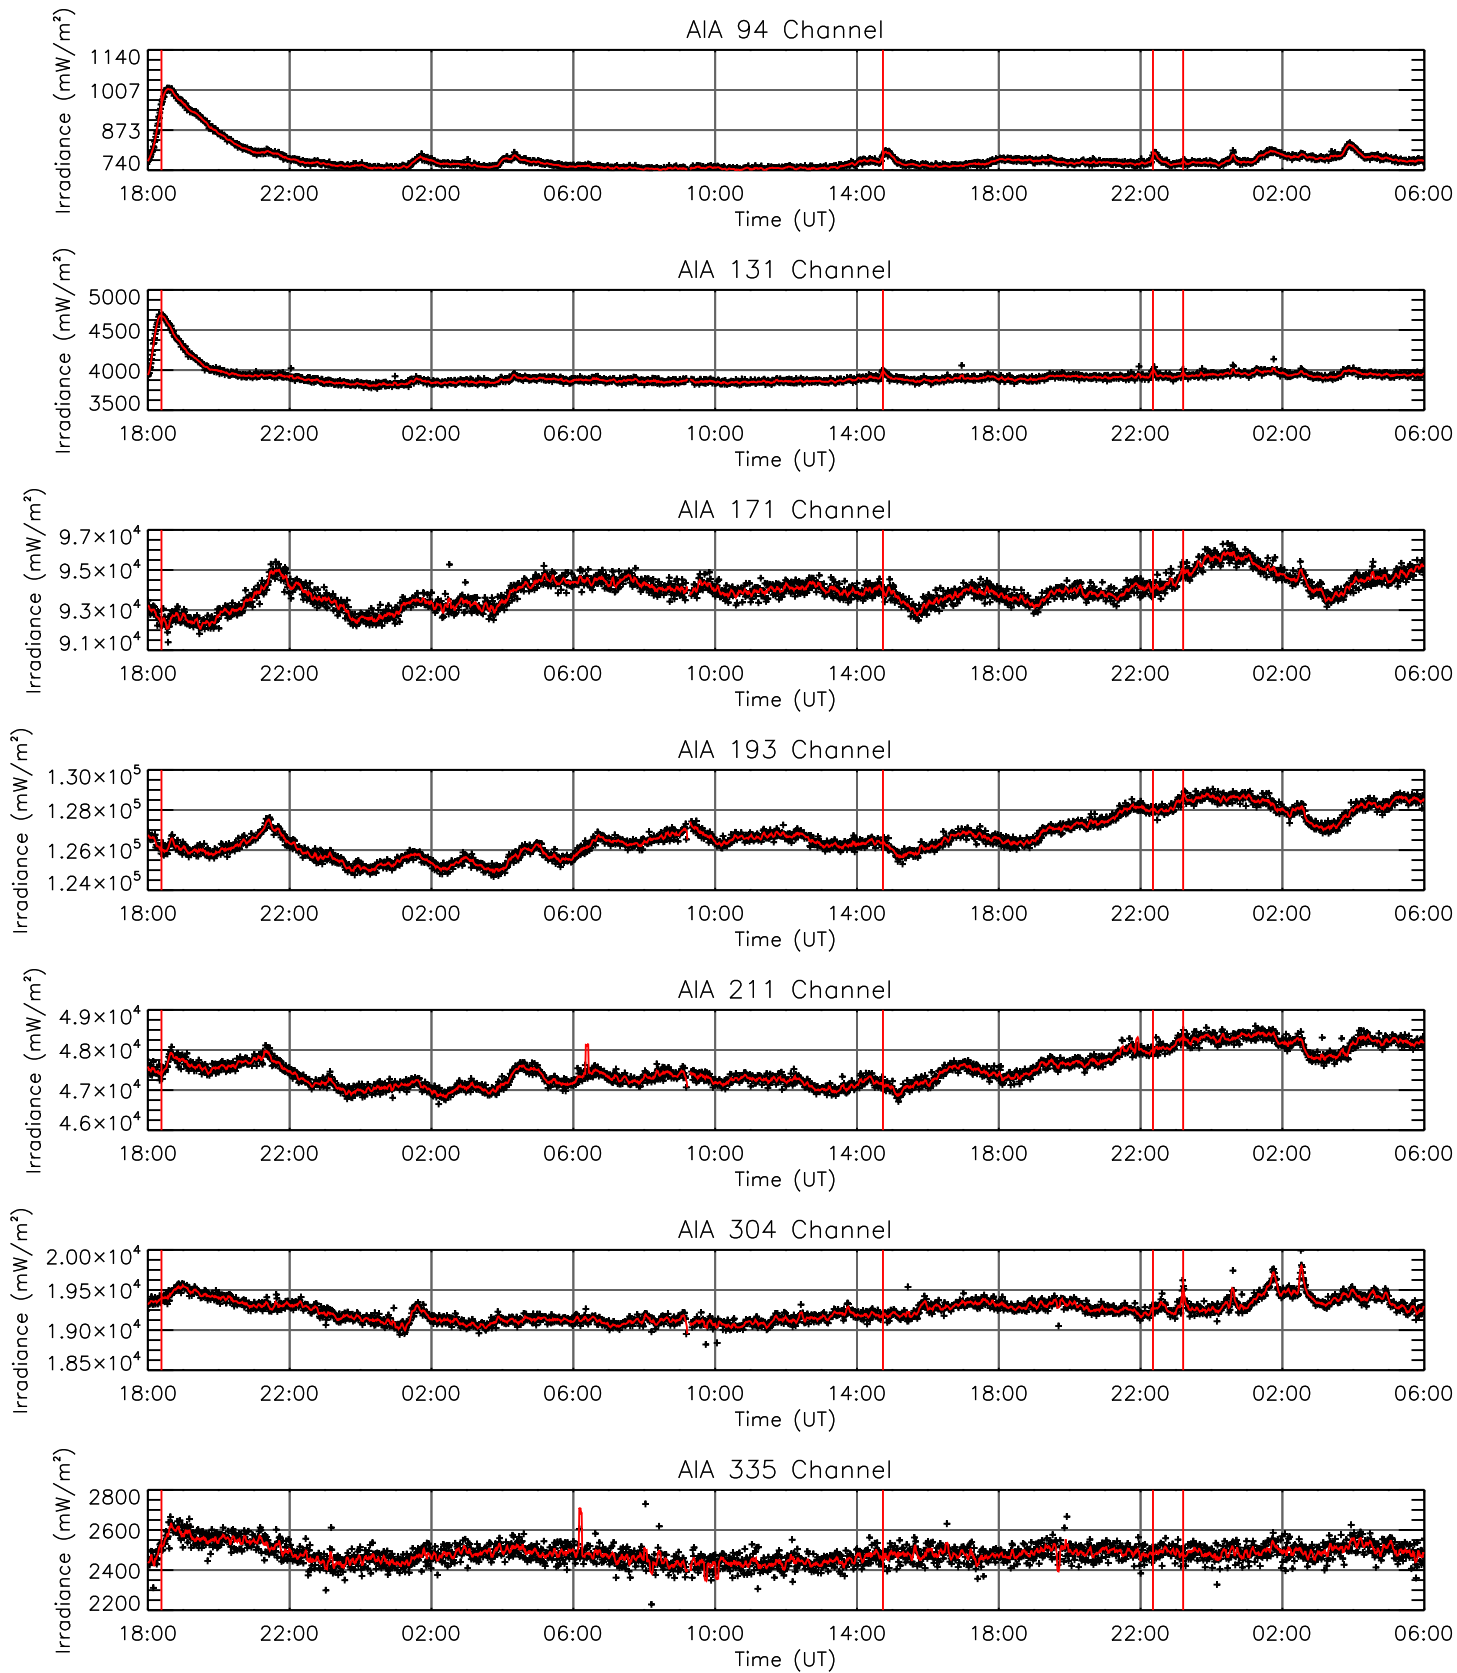 AIA 94 Channel
Irradiance (mW/m²)
1140
1007
873
740
18:00 22:00 02:00 06:00 10:00 14:00 18:00 22:00 02:00 06:00
Time (UT)
AIA 131 Channel
Irradiance (mW/m²)
5000
4500
4000
3500
18:00 22:00 02:00 06:00 10:00 14:00 18:00 22:00 02:00 06:00
Time (UT)
AIA 171 Channel
Irradiance (mW/m²)
9.7×10⁴
9.5×10⁴
9.3×10⁴
9.1×10⁴
18:00 22:00 02:00 06:00 10:00 14:00 18:00 22:00 02:00 06:00
Time (UT)
AIA 193 Channel
Irradiance (mW/m²)
1.30×10⁵
1.28×10⁵
1.26×10⁵
1.24×10⁵
18:00 22:00 02:00 06:00 10:00 14:00 18:00 22:00 02:00 06:00
Time (UT)
AIA 211 Channel
Irradiance (mW/m²)
4.9×10⁴
4.8×10⁴
4.7×10⁴
4.6×10⁴
18:00 22:00 02:00 06:00 10:00 14:00 18:00 22:00 02:00 06:00
Time (UT)
AIA 304 Channel
Irradiance (mW/m²)
2.00×10⁴
1.95×10⁴
1.90×10⁴
1.85×10⁴
18:00 22:00 02:00 06:00 10:00 14:00 18:00 22:00 02:00 06:00
Time (UT)
AIA 335 Channel
Irradiance (mW/m²)
2800
2600
2400
2200
18:00 22:00 02:00 06:00 10:00 14:00 18:00 22:00 02:00 06:00
Time (UT)